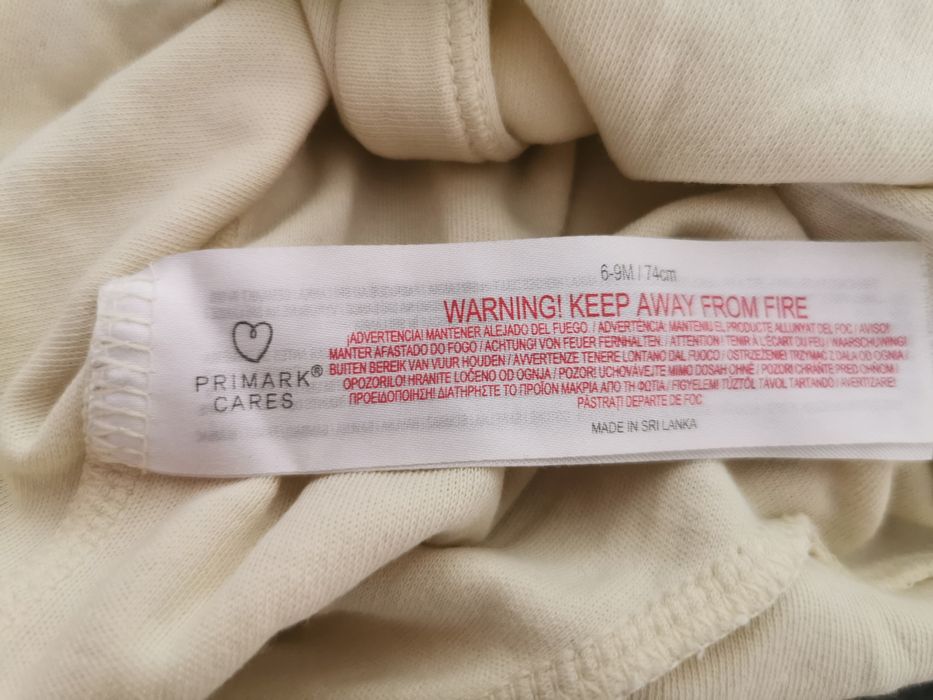 6-9M / 74cm
WARNING! KEEP AWAY FROM FIRE
¡ADVERTENCIA! MANTENER ALEJADO DEL FUEGO. / ADVERTÈNCIA: MANTENIU EL PRODUCTE ALLUNYAT DEL FOC / AVISO!
MANTER AFASTADO DO FOGO / ACHTUNG! VON FEUER FERNHALTEN. / ATTENTION ! TENIR À L'ÉCART DU FEU / WAARSCHUWING!
BUITEN BEREIK VAN VUUR HOUDEN / AVVERTENZE TENERE LONTANO DAL FUOCO / OSTRZEŻENIE! TRZYMAĆ Z DALA OD OGNIA /
OPOZORILO! HRANITE LOČENO OD OGNJA / POZOR! UCHOVÁVEJTE MIMO DOSAH OHNĚ / POZOR! CHRÁŇTE PRED OHŇOM /
ΠΡΟΕΙΔΟΠΟΙΗΣΗ! ΔΙΑΤΗΡΗΣΤΕ ΤΟ ΠΡΟΪΟΝ ΜΑΚΡΙΑ ΑΠΟ ΤΗ ΦΩΤΙΑ / FIGYELEM! TŰZTŐL TÁVOL TARTANDÓ / AVERTIZARE!
PĂSTRAȚI DEPARTE DE FOC
MADE IN SRI LANKA
PRIMARK®
CARES